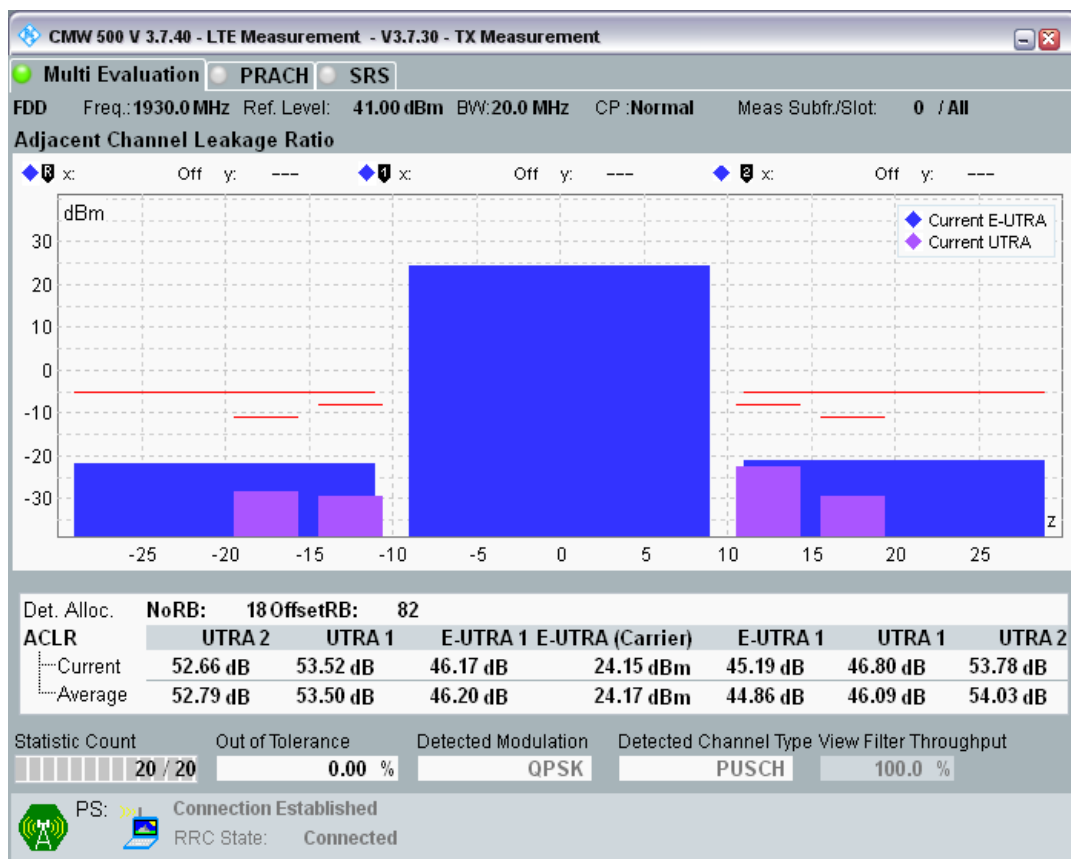 CMW 500 V 3.7.40 - LTE Measurement - V3.7.30 - TX Measurement
Multi Evaluation PRACH SRS
FDD Freq.:1930.0 MHz Ref. Level: 41.00 dBm BW:20.0 MHz CP :Normal Meas Subfr./Slot: 0 / All
Adjacent Channel Leakage Ratio
R x: Off y: --- 1 x: Off y: --- 2 x: Off y: ---
dBm
Current E-UTRA
Current UTRA
30
20
10
0
-10
-20
-30
z
-25 -20 -15 -10 -5 0 5 10 15 20 25
Det. Alloc. NoRB: 18 OffsetRB: 82
ACLR UTRA 2 UTRA 1 E-UTRA 1 E-UTRA (Carrier) E-UTRA 1 UTRA 1 UTRA 2
Current 52.66 dB 53.52 dB 46.17 dB 24.15 dBm 45.19 dB 46.80 dB 53.78 dB
Average 52.79 dB 53.50 dB 46.20 dB 24.17 dBm 44.86 dB 46.09 dB 54.03 dB
Statistic Count Out of Tolerance Detected Modulation Detected Channel Type View Filter Throughput
20 / 20 0.00 % QPSK PUSCH 100.0 %
PS: Connection Established
RRC State: Connected